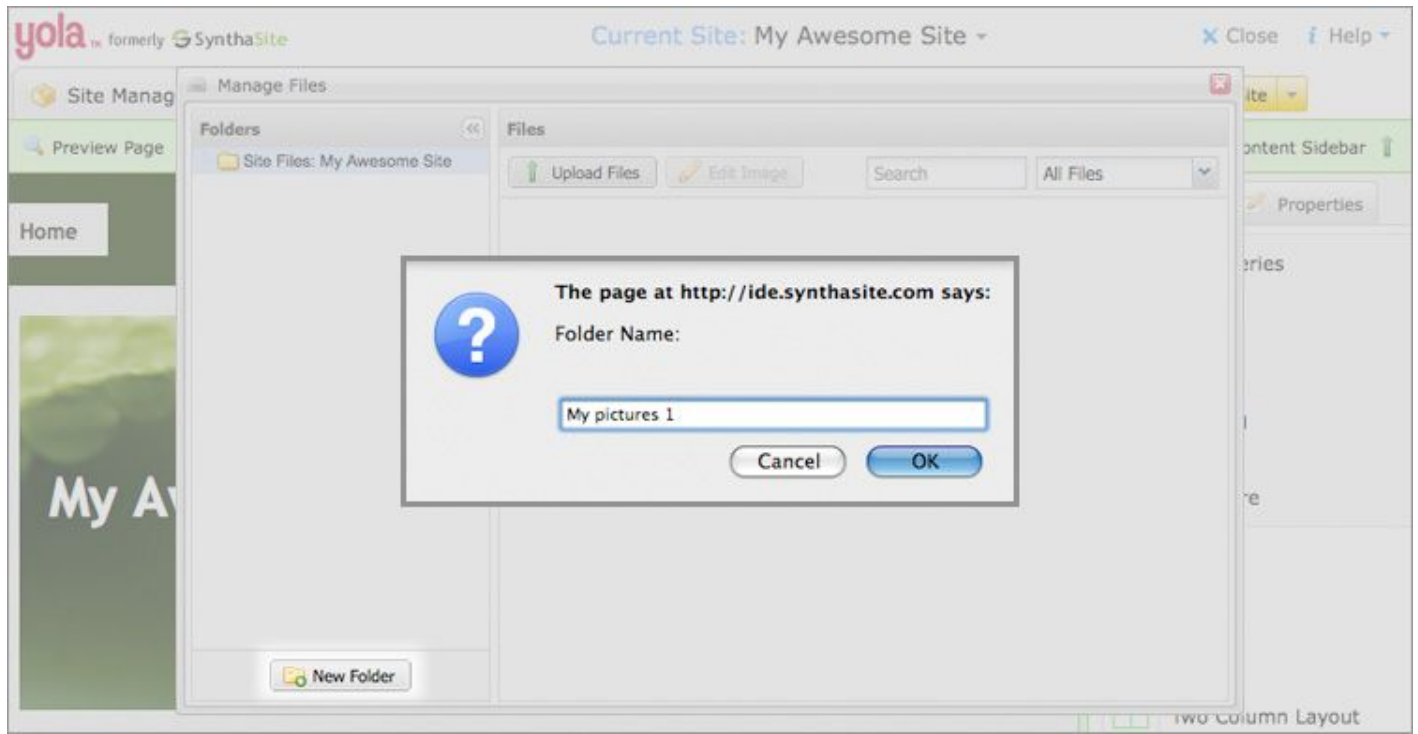 yola TM formerly SynthaSite
Current Site: My Awesome Site
Close
Help
Site Manag
Manage Files
ite
Preview Page
Folders
Files
ontent Sidebar
Site Files: My Awesome Site
Upload Files
Edit Image
Search
All Files
Properties
Home
eries
The page at http://ide.synthasite.com says:
Folder Name:
My pictures 1
Cancel
OK
My A
re
New Folder
Two Column Layout